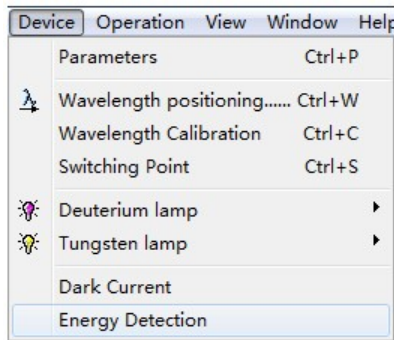 Device Operation View Window Help
Parameters Ctrl+P
Wavelength positioning...... Ctrl+W
Wavelength Calibration Ctrl+C
Switching Point Ctrl+S
Deuterium lamp
Tungsten lamp
Dark Current
Energy Detection